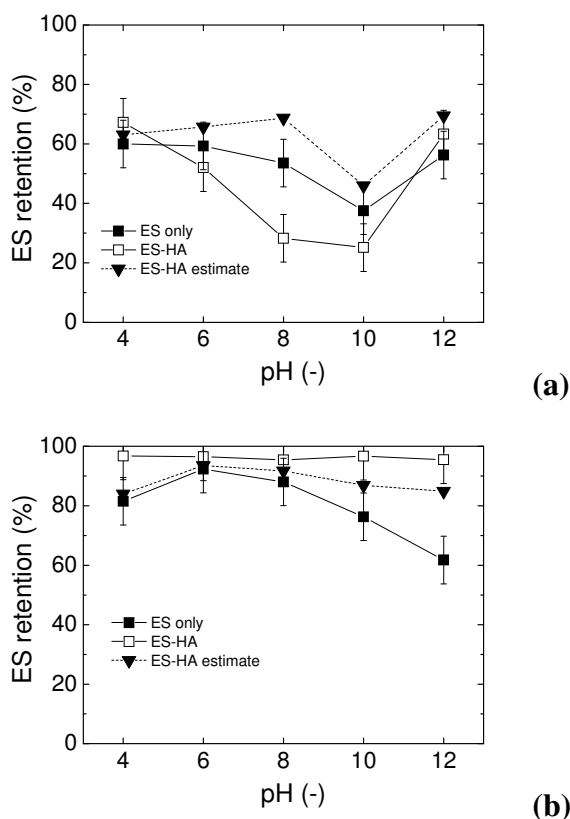 100
80
60
40
20
0
ES retention (%)
ES only
ES-HA
ES-HA estimate
4 6 8 10 12
pH (-)
(a)
100
80
60
40
20
0
ES retention (%)
ES only
ES-HA
ES-HA estimate
4 6 8 10 12
pH (-)
(b)